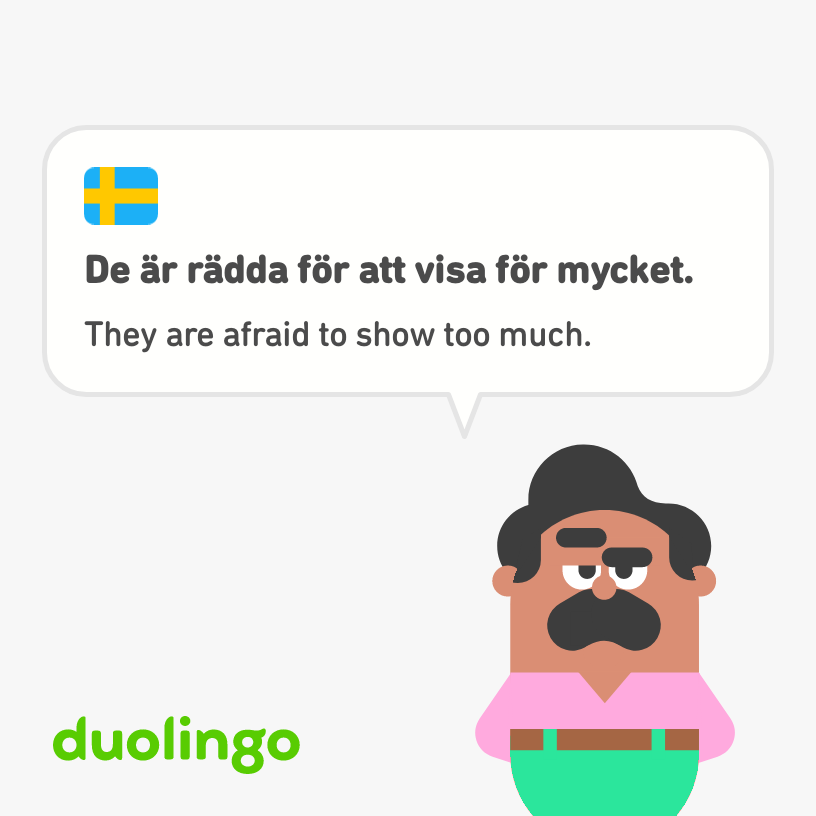 De är rädda för att visa för mycket.
They are afraid to show too much.
duolingo